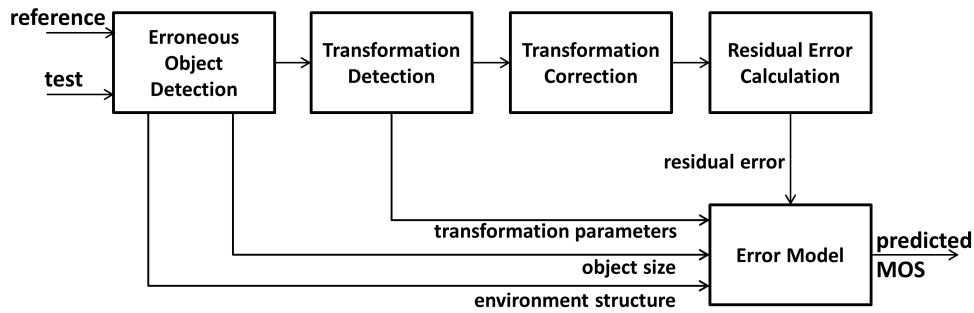 reference
test
Erroneous
Object
Detection
Transformation
Detection
Transformation
Correction
Residual Error
Calculation
residual error
transformation parameters
object size
environment structure
Error Model
predicted
MOS